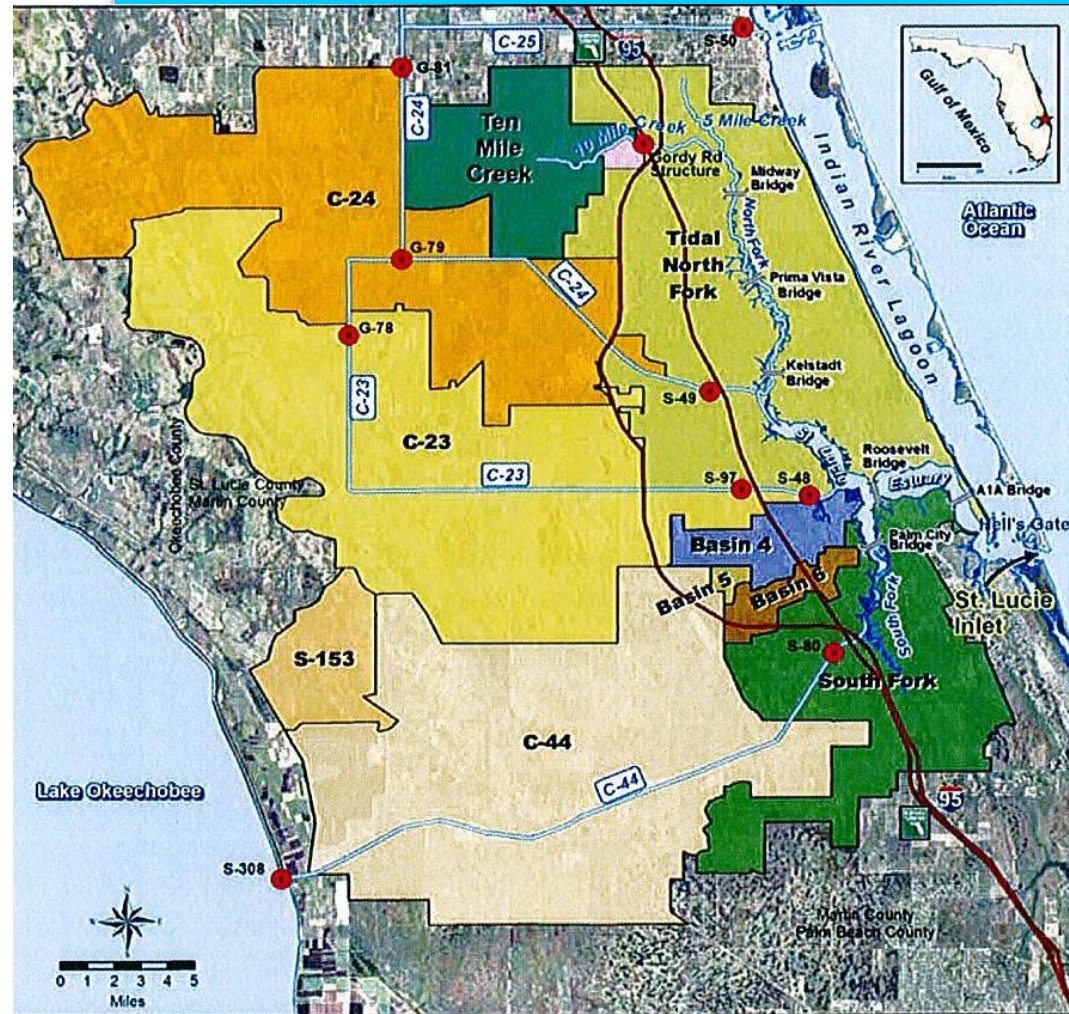 C-25
S-50
95
G-81
C-24
Ten
Mile
Creek
10 Mile Creek
5 Mile Creek
Gordy Rd
Structure
Midway
Bridge
Gulf of Mexico
Atlantic
Ocean
Indian River Lagoon
C-24
G-79
Tidal
North
Fork
North Fork
Prima Vista
Bridge
C-24
G-78
C-23
Kelstadt
Bridge
S-49
C-23
St. Lucie
Estuary
Roosevelt
Bridge
Okeechobee County
St. Lucie County
Martin County
C-23
S-97
S-48
A1A Bridge
Hell's Gate
Basin 4
Palm City
Bridge
Basin 5
Basin 6
South Fork
St. Lucie
Inlet
S-153
S-80
South Fork
C-44
C-44
Lake Okeechobee
95
S-308
Martin County
Palm Beach County
0 1 2 3 4 5
Miles